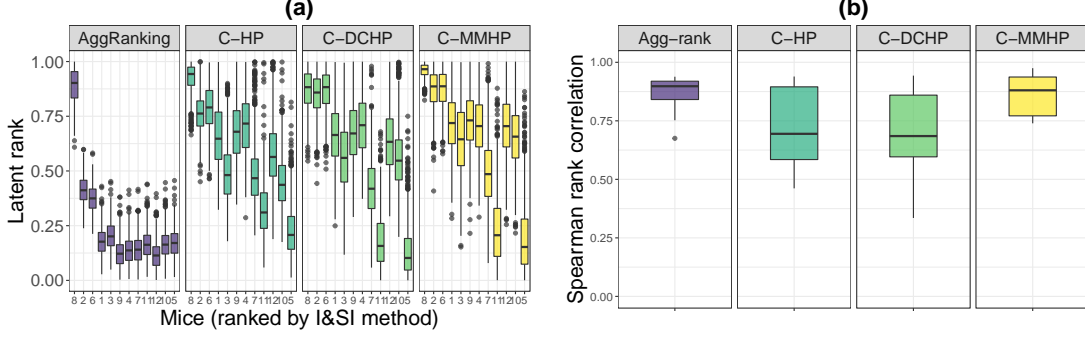 (a)
AggRanking C−HP C−DCHP C−MMHP
Latent rank
1.00
0.75
0.50
0.25
0.00
8 2 6 1 3 9 4 7 11 12 10 5 8 2 6 1 3 9 4 7 11 12 10 5 8 2 6 1 3 9 4 7 11 12 10 5 8 2 6 1 3 9 4 7 11 12 10 5
Mice (ranked by I&SI method)
(b)
Agg−rank C−HP C−DCHP C−MMHP
Spearman rank correlation
1.00
0.75
0.50
0.25
0.00